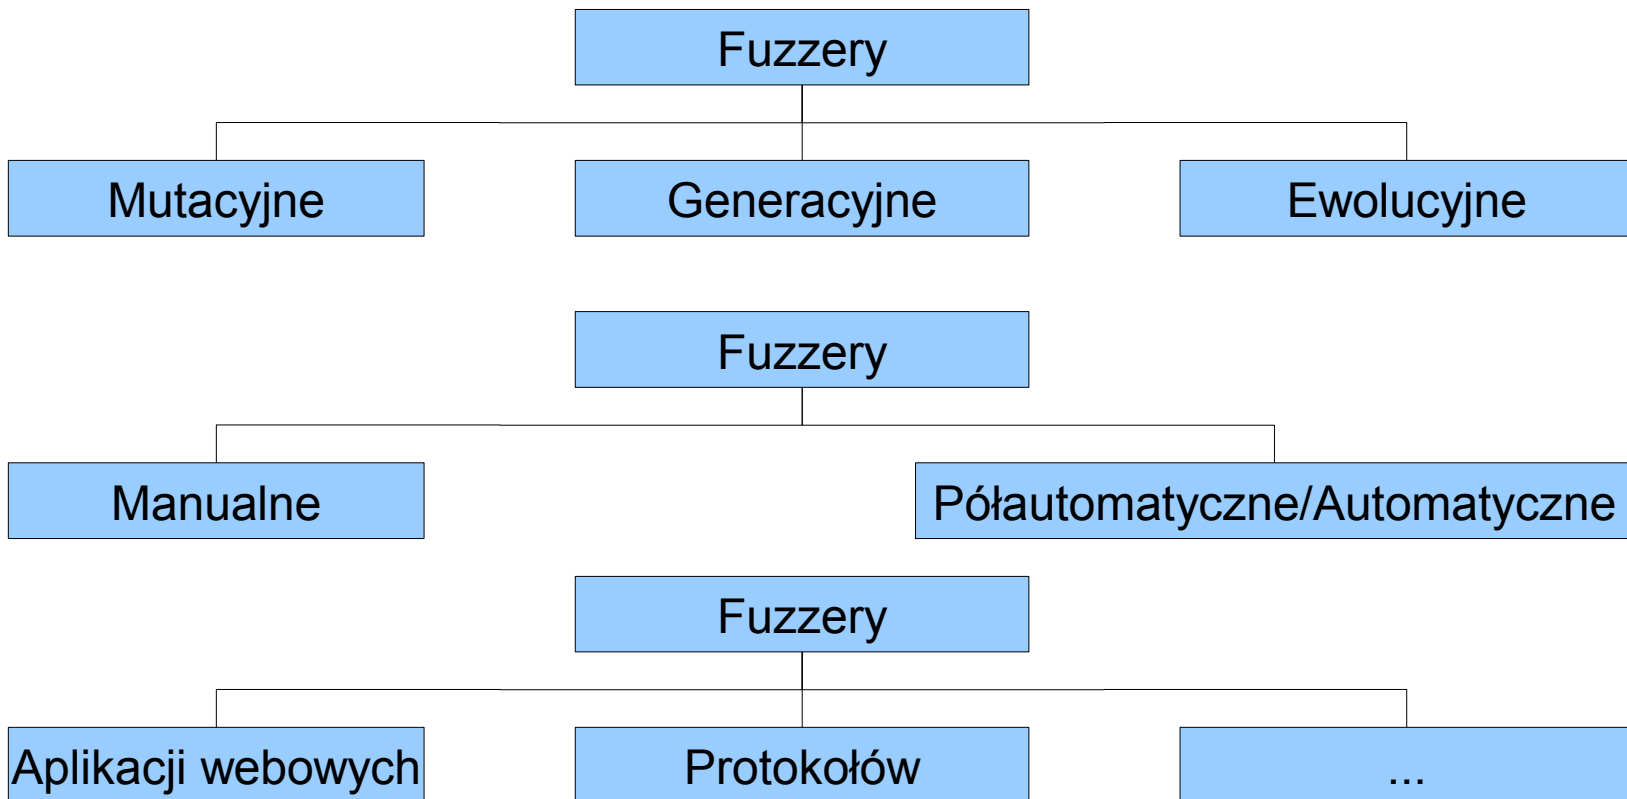 Fuzzery
Mutacyjne
Generacyjne
Ewolucyjne
Fuzzery
Manualne
Półautomatyczne/Automatyczne
Fuzzery
Aplikacji webowych
Protokołów
...